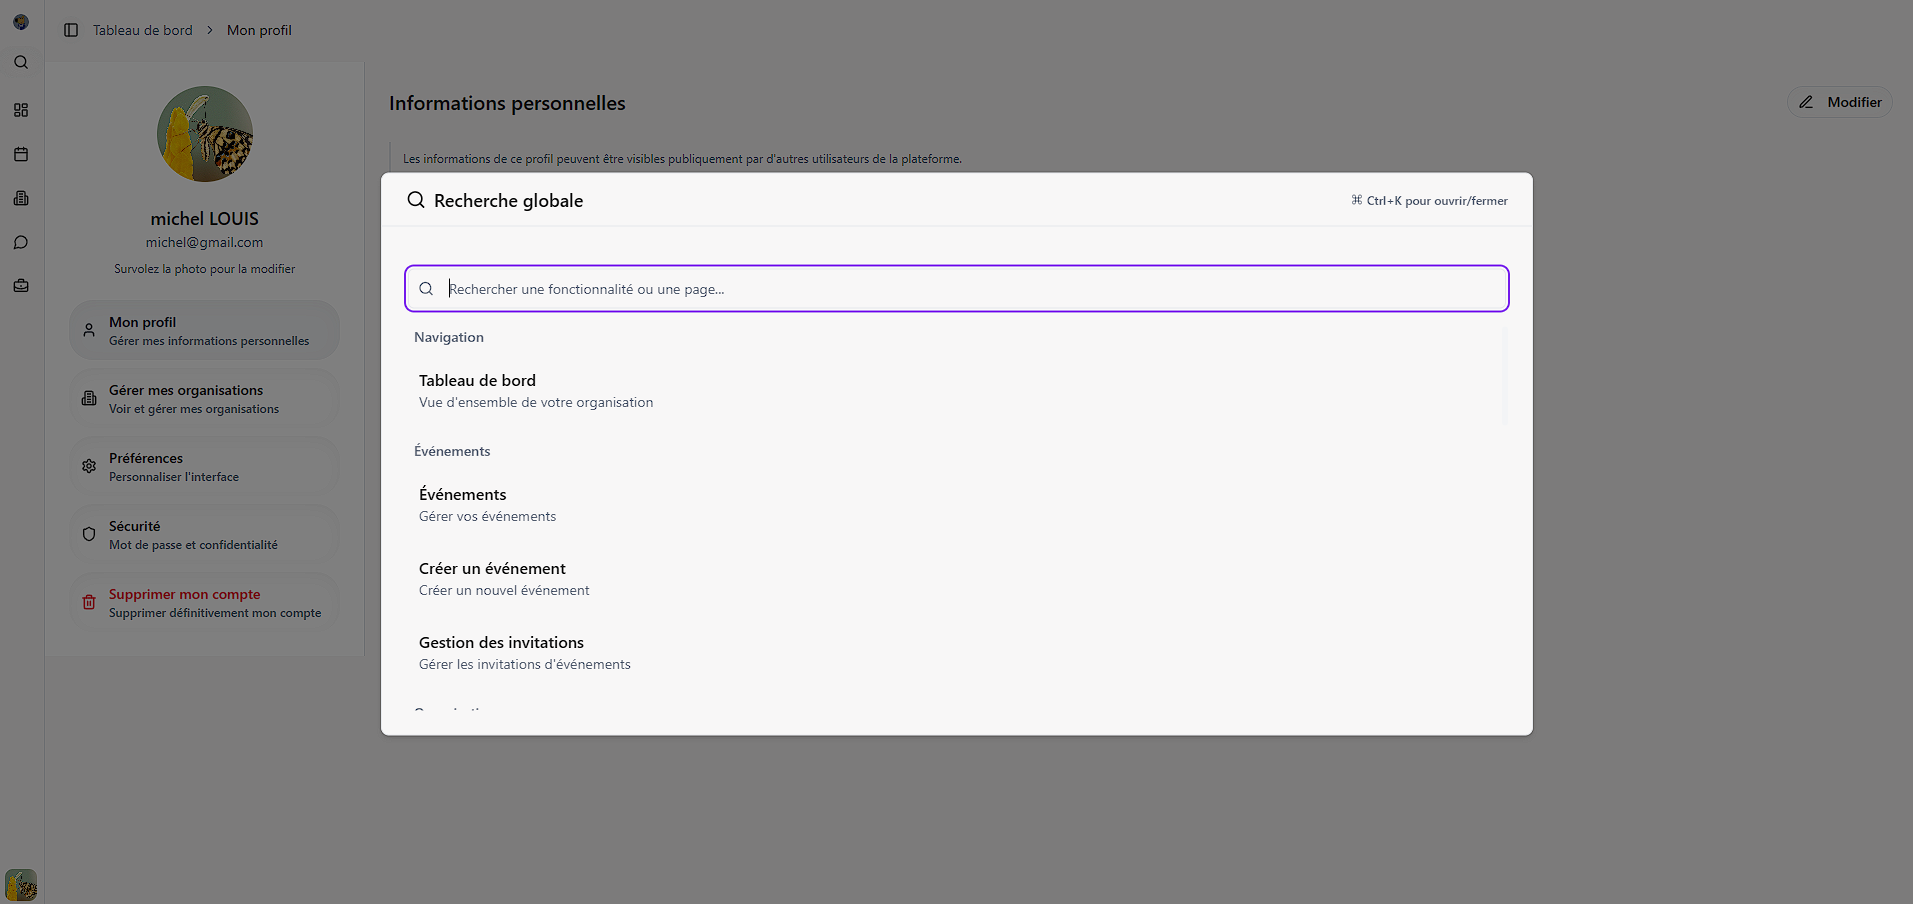 Tableau de bord > Mon profil
michel LOUIS
michel@gmail.com
Survolez la photo pour la modifier
Mon profil
Gérer mes informations personnelles
Gérer mes organisations
Voir et gérer mes organisations
Préférences
Personnaliser l'interface
Sécurité
Mot de passe et confidentialité
Supprimer mon compte
Supprimer définitivement mon compte
Informations personnelles
Modifier
Les informations de ce profil peuvent être visibles publiquement par d'autres utilisateurs de la plateforme.
Recherche globale
⌘ Ctrl+K pour ouvrir/fermer
Rechercher une fonctionnalité ou une page...
Navigation
Tableau de bord
Vue d'ensemble de votre organisation
Événements
Événements
Gérer vos événements
Créer un événement
Créer un nouvel événement
Gestion des invitations
Gérer les invitations d'événements